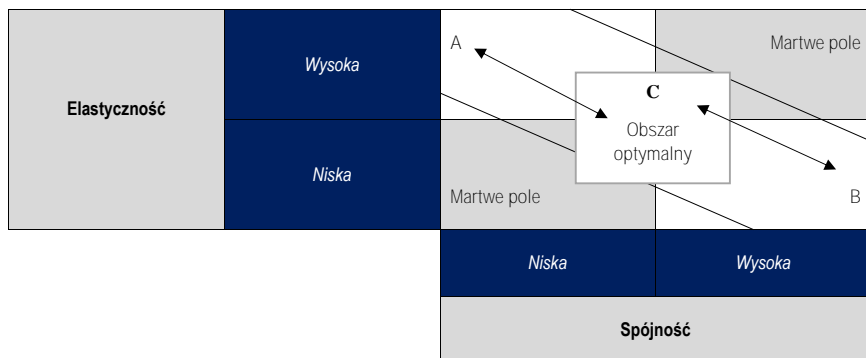 Elastyczność
Wysoka
Niska
A
Martwe pole
C
Obszar
optymalny
Martwe pole
B
Niska
Wysoka
Spójność